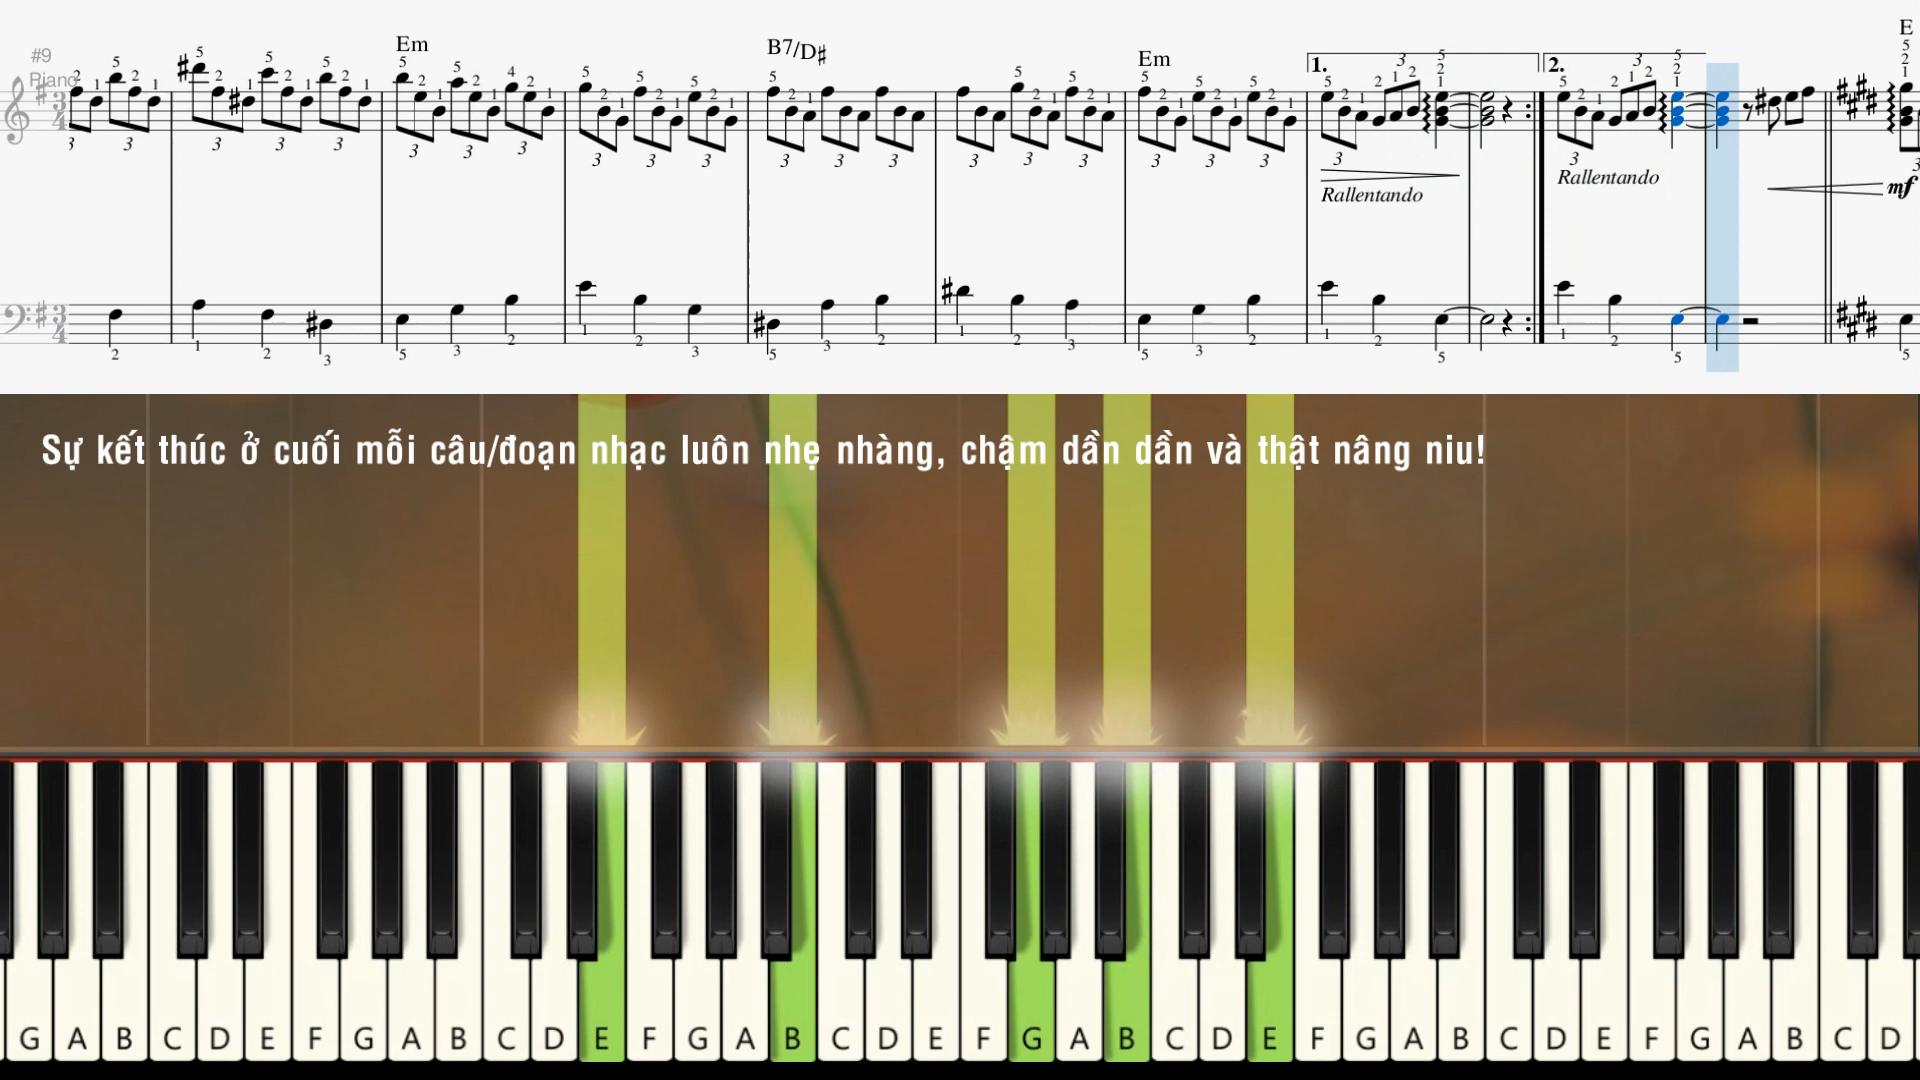 #9
Piano
Em B7/D# Em E
1. 2.
Rallentando Rallentando mf
Sự kết thúc ở cuối mỗi câu/đoạn nhạc luôn nhẹ nhàng, chậm dần dần và thật nâng niu!
G A B C D E F G A B C D E F G A B C D E F G A B C D E F G A B C D E F G A B C D